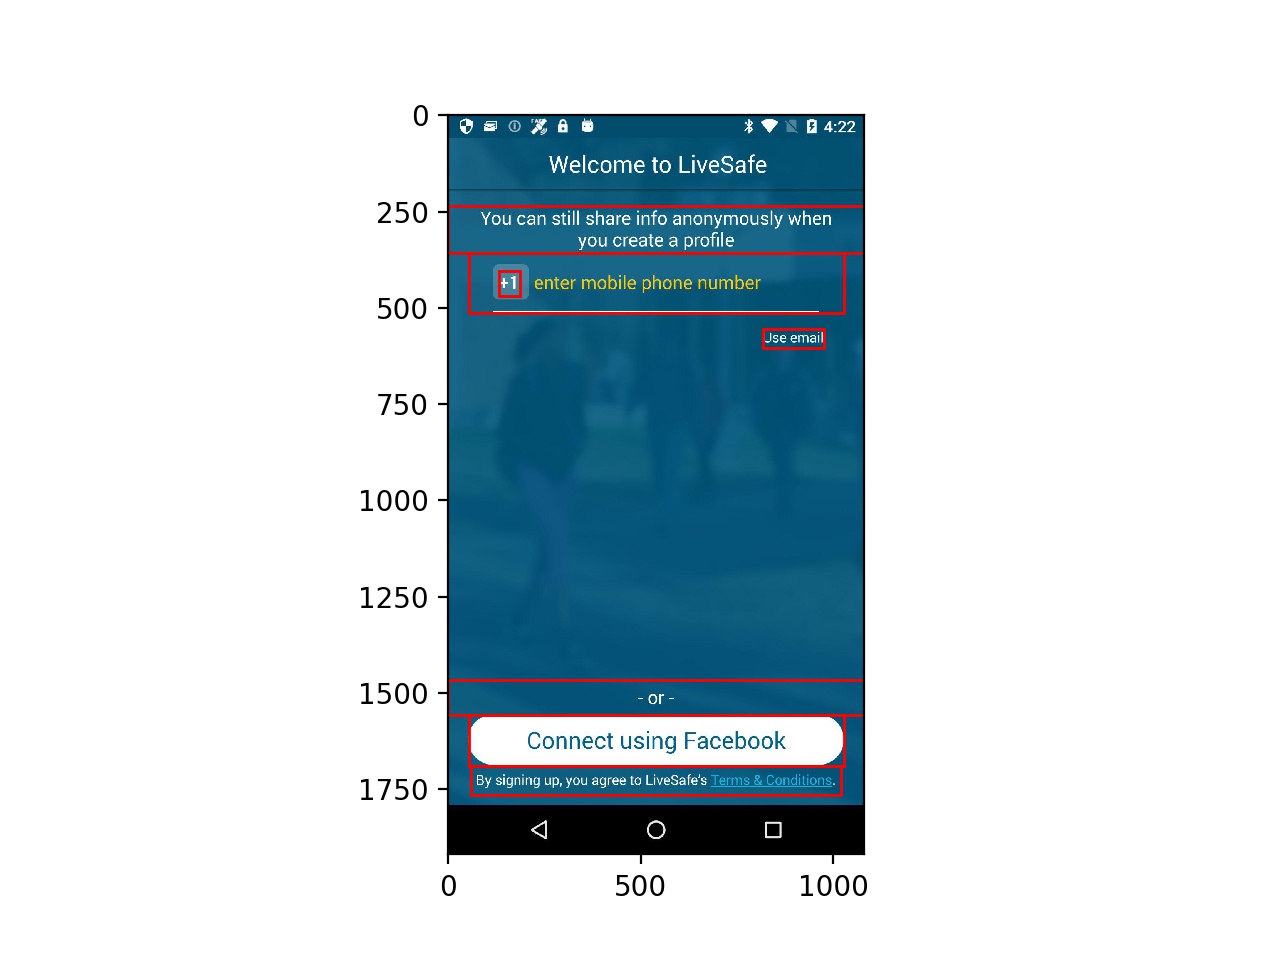 0
4:22
Welcome to LiveSafe
250
You can still share info anonymously when
you create a profile
+1 enter mobile phone number
500
Use email
750
1000
1250
1500
- or -
Connect using Facebook
By signing up, you agree to LiveSafe's Terms & Conditions.
1750
0 500 1000